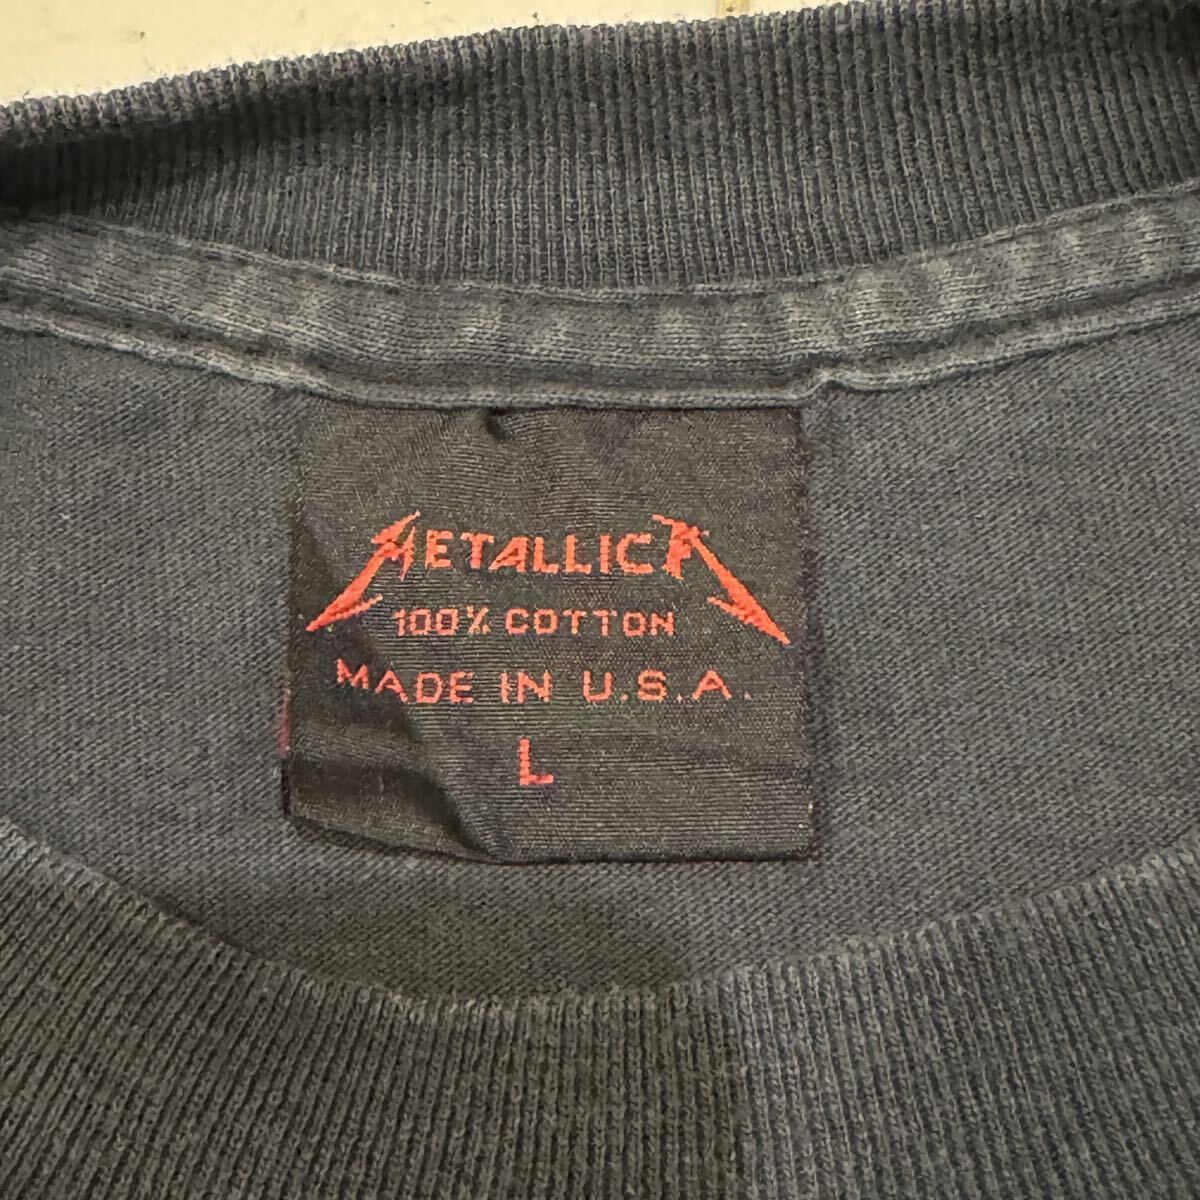 METALLICA
100% COTTON
MADE IN U.S.A.
L